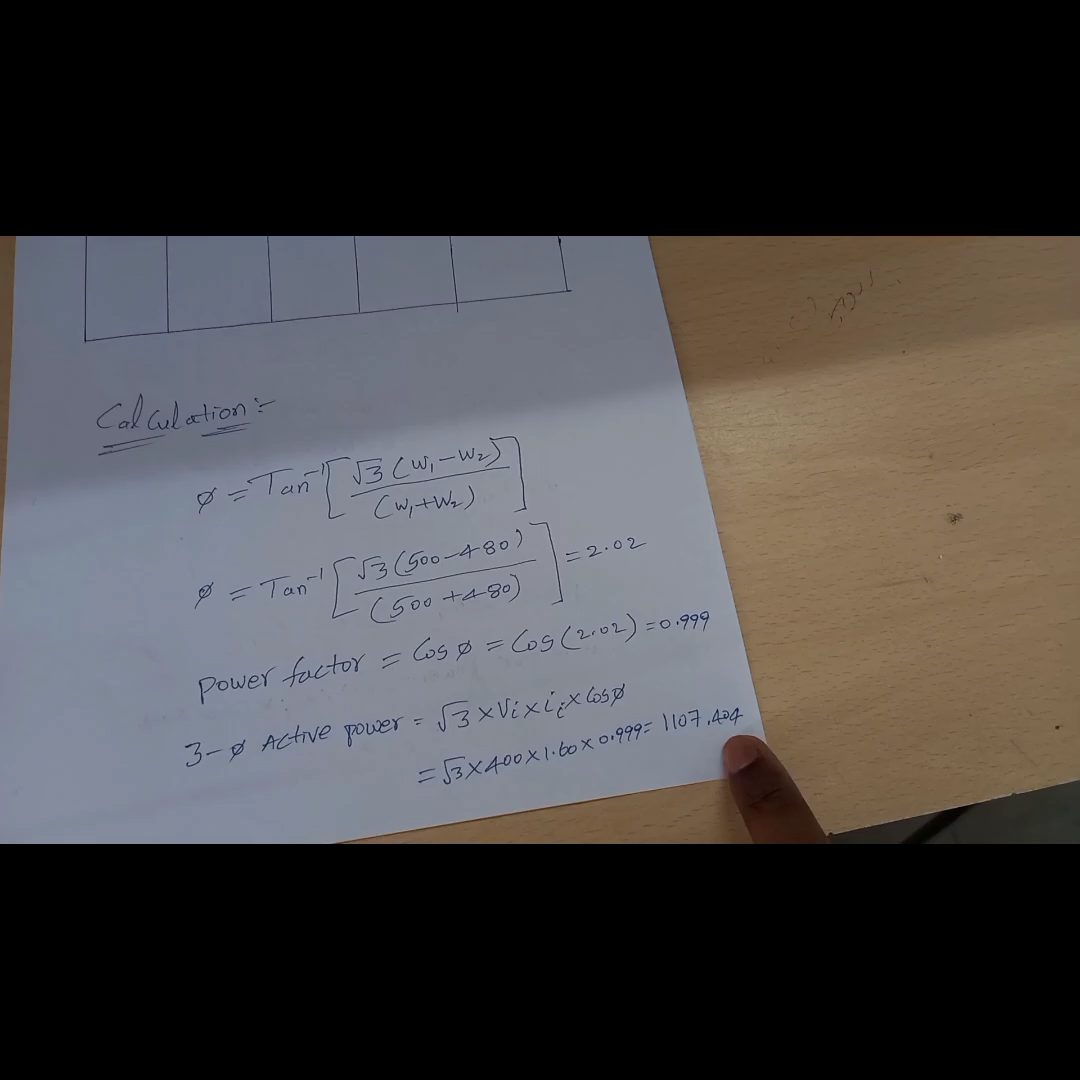 Calculation :-
φ = Tan⁻¹ [ √3 (W₁-W₂) / (W₁+W₂) ]
φ = Tan⁻¹ [ √3 (500-480) / (500+480) ] = 2.02
Power factor = Cos φ = Cos (2.02) = 0.999
3-φ Active power = √3 × Vi × ii × Cos φ
= √3 × 400 × 1.60 × 0.999 = 1107.404